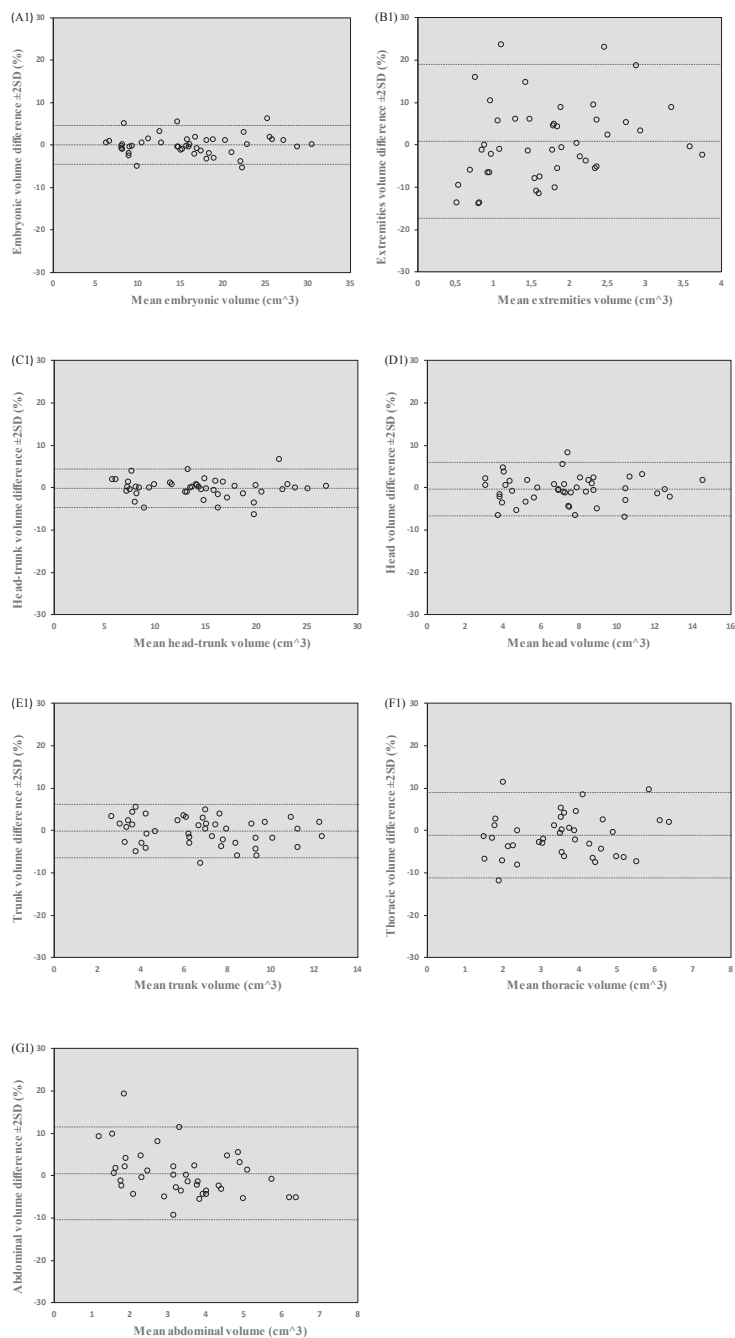 (A1)
Embryonic volume difference ±2SD (%)
30
20
10
0
-10
-20
-30
0 5 10 15 20 25 30 35
Mean embryonic volume (cm^3)
(B1)
Extremities volume difference ±2SD (%)
30
20
10
0
-10
-20
-30
0 0,5 1 1,5 2 2,5 3 3,5 4
Mean extremities volume (cm^3)
(C1)
Head-trunk volume difference ±2SD (%)
30
20
10
0
-10
-20
-30
0 5 10 15 20 25 30
Mean head-trunk volume (cm^3)
(D1)
Head volume difference ±2SD (%)
30
20
10
0
-10
-20
-30
0 2 4 6 8 10 12 14 16
Mean head volume (cm^3)
(E1)
Trunk volume difference ±2SD (%)
30
20
10
0
-10
-20
-30
0 2 4 6 8 10 12 14
Mean trunk volume (cm^3)
(F1)
Thoracic volume difference ±2SD (%)
30
20
10
0
-10
-20
-30
0 1 2 3 4 5 6 7 8
Mean thoracic volume (cm^3)
(G1)
Abdominal volume difference ±2SD (%)
30
20
10
0
-10
-20
-30
0 1 2 3 4 5 6 7 8
Mean abdominal volume (cm^3)